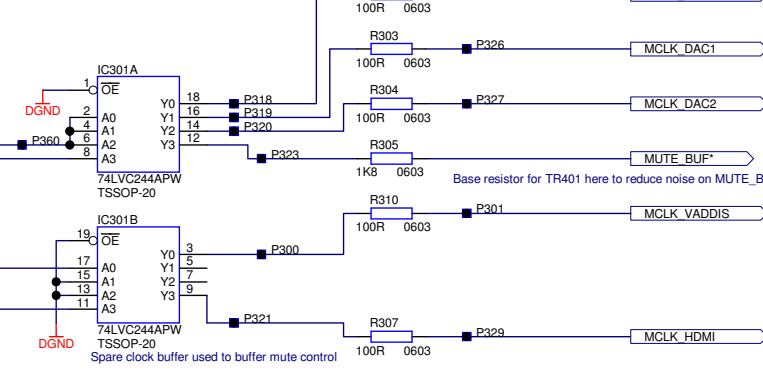 100R 0603
R303
P326 MCLK_DAC1
100R 0603
IC301A
1 OE
DGND
R304
18 P318
Y0
2 A0 16 P319
Y1
P327 MCLK_DAC2
4 A1 14 P320
Y2
100R 0603
P360 6 A2 12
Y3
8 A3
R305
P323 MUTE_BUF*
1K8 0603
74LVC244APW
TSSOP-20
Base resistor for TR401 here to reduce noise on MUTE_B
R310
P301 MCLK_VADDIS
100R 0603
IC301B
19 OE
Y0 3 P300
17 A0 Y1 5
15 A1 Y2 7
13 A2 Y3 9
11 A3
P321
R307
P329 MCLK_HDMI
100R 0603
74LVC244APW
TSSOP-20
DGND
Spare clock buffer used to buffer mute control